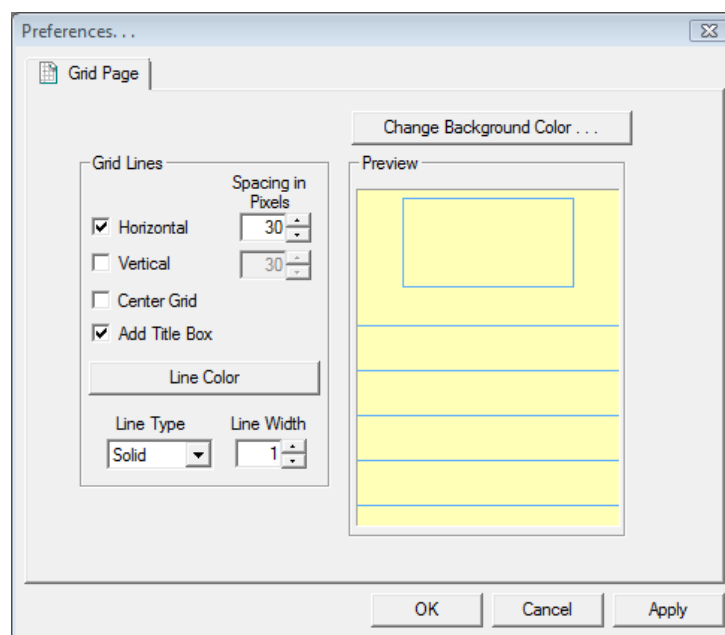 Preferences. . .
Grid Page
Change Background Color . . .
Grid Lines
Spacing in
Pixels
Horizontal 30
Vertical 30
Center Grid
Add Title Box
Line Color
Line Type Line Width
Solid 1
Preview
OK Cancel Apply